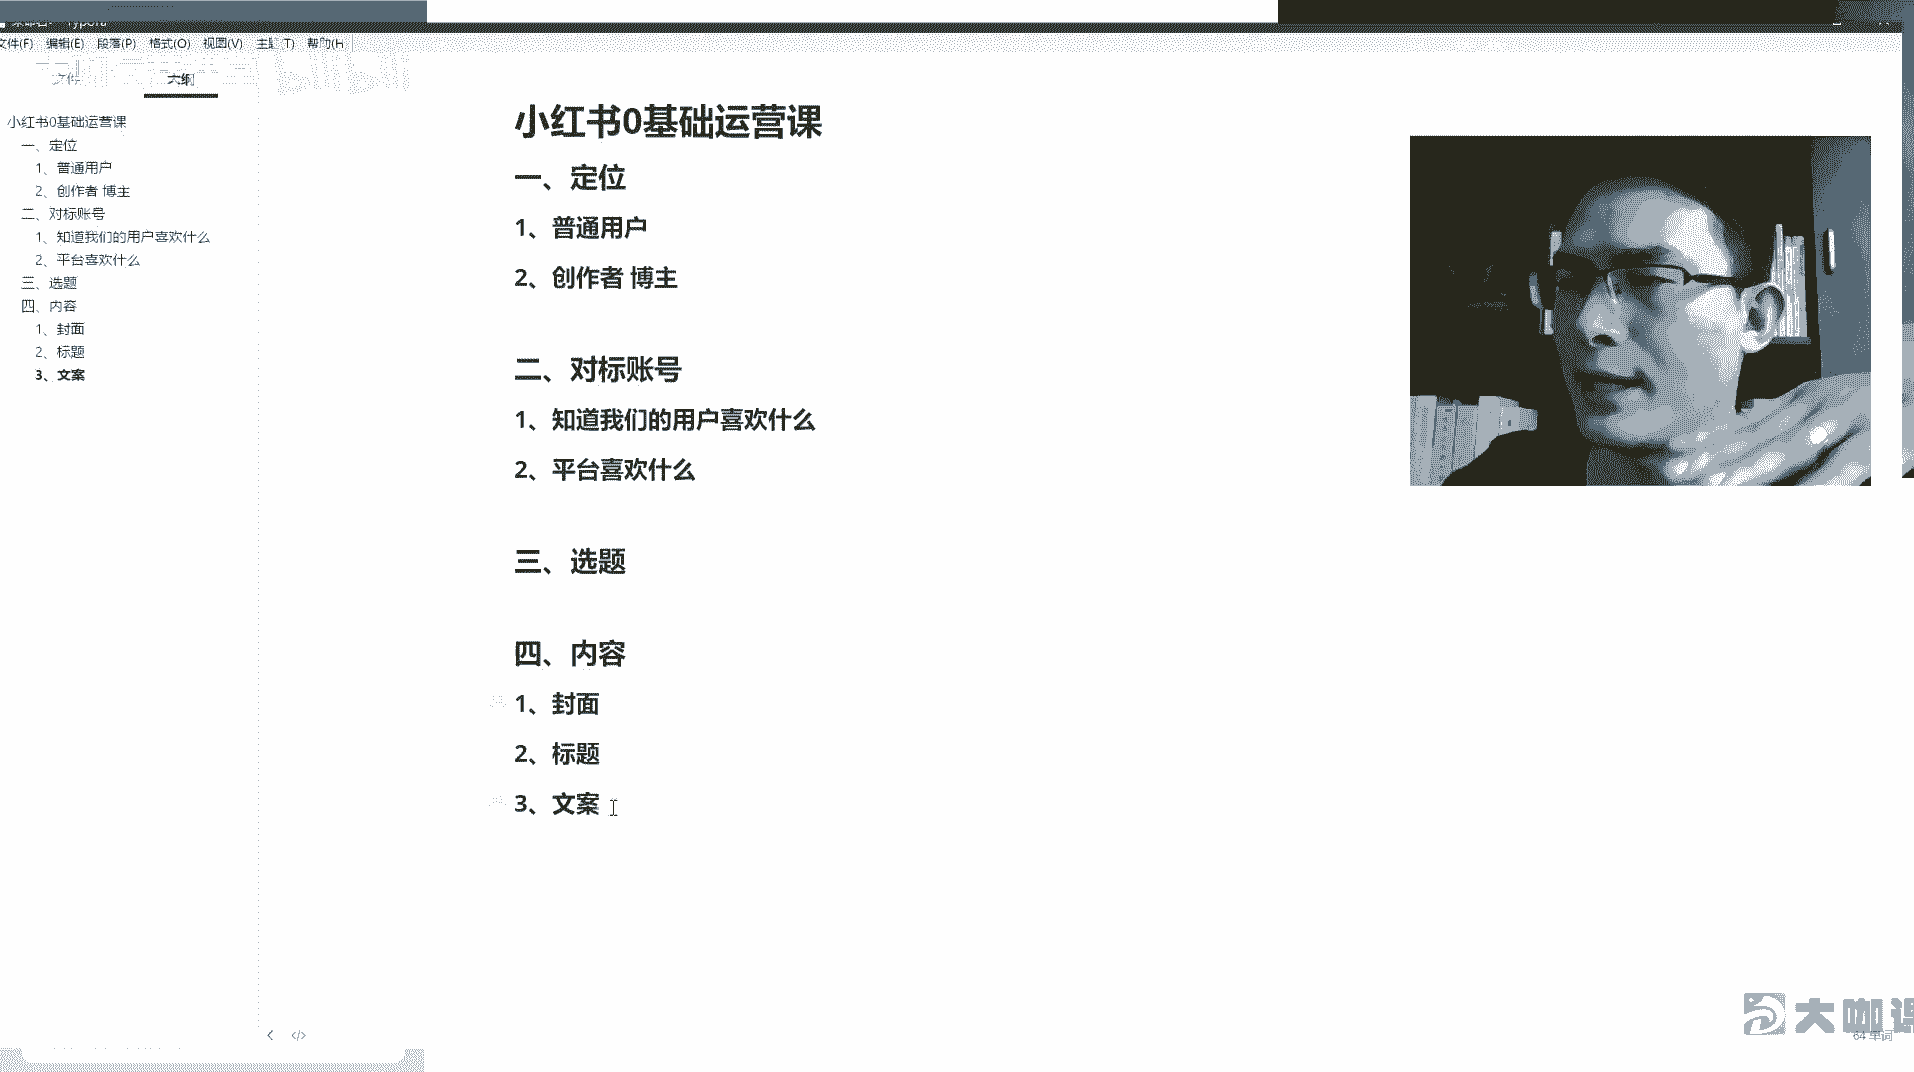 文件(F) 编辑(E) 段落(P) 格式(O) 视图(V) 主题(T) 帮助(H
文件 大纲
小红书0基础运营课
一、定位
1、普通用户
2、创作者 博主
二、对标账号
1、知道我们的用户喜欢什么
2、平台喜欢什么
三、选题
四、内容
1、封面
2、标题
3、文案
小红书0基础运营课
一、定位
1、普通用户
2、创作者 博主
二、对标账号
1、知道我们的用户喜欢什么
2、平台喜欢什么
三、选题
四、内容
1、封面
2、标题
3、文案
大咖课
64 单词